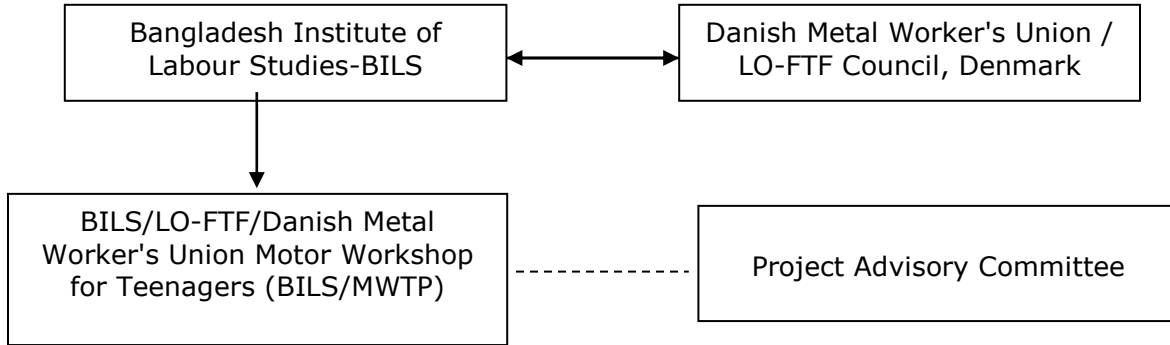 Bangladesh Institute of
Labour Studies-BILS
Danish Metal Worker's Union /
LO-FTF Council, Denmark
BILS/LO-FTF/Danish Metal
Worker's Union Motor Workshop
for Teenagers (BILS/MWTP)
Project Advisory Committee